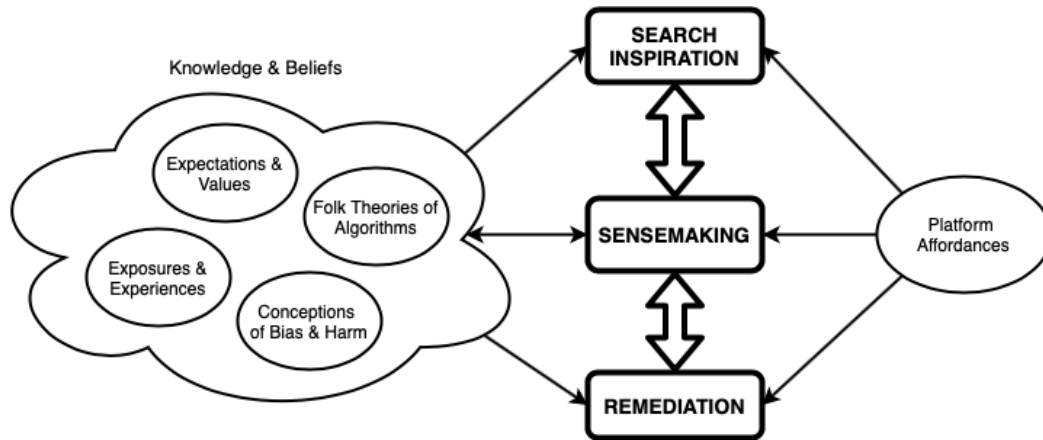 Knowledge & Beliefs
Expectations &
Values
Folk Theories of
Algorithms
Exposures &
Experiences
Conceptions
of Bias & Harm
SEARCH
INSPIRATION
SENSEMAKING
REMEDIATION
Platform
Affordances